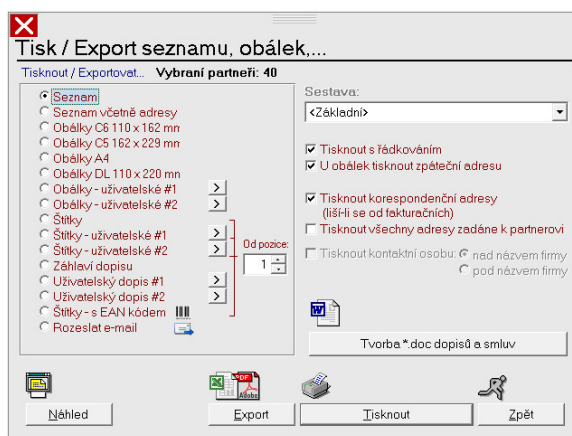 Tisk / Export seznamu, obálek,...
Tisknout / Exportovat... Vybraní partneři: 40
Seznam
Seznam včetně adresy
Obálky C6 110 x 162 mm
Obálky C5 162 x 229 mm
Obálky A4
Obálky DL 110 x 220 mm
Obálky - uživatelské #1 >
Obálky - uživatelské #2 >
Štítky
Štítky - uživatelské #1 >
Štítky - uživatelské #2 >
Záhlaví dopisu
Uživatelský dopis #1 >
Uživatelský dopis #2 >
Štítky - s EAN kódem
Rozeslat e-mail
Od pozice:
1
Sestava:
<Základní>
Tisknout s řádkováním
U obálek tisknout zpáteční adresu
Tisknout korespondenční adresy
(liší-li se od fakturačních)
Tisknout všechny adresy zadáne k partnerovi
Tisknout kontaktní osobu: nad názvem firmy
pod názvem firmy
W
Tvorba *.doc dopisů a smluv
PDF
Adobe
Náhled Export Tisknout Zpět